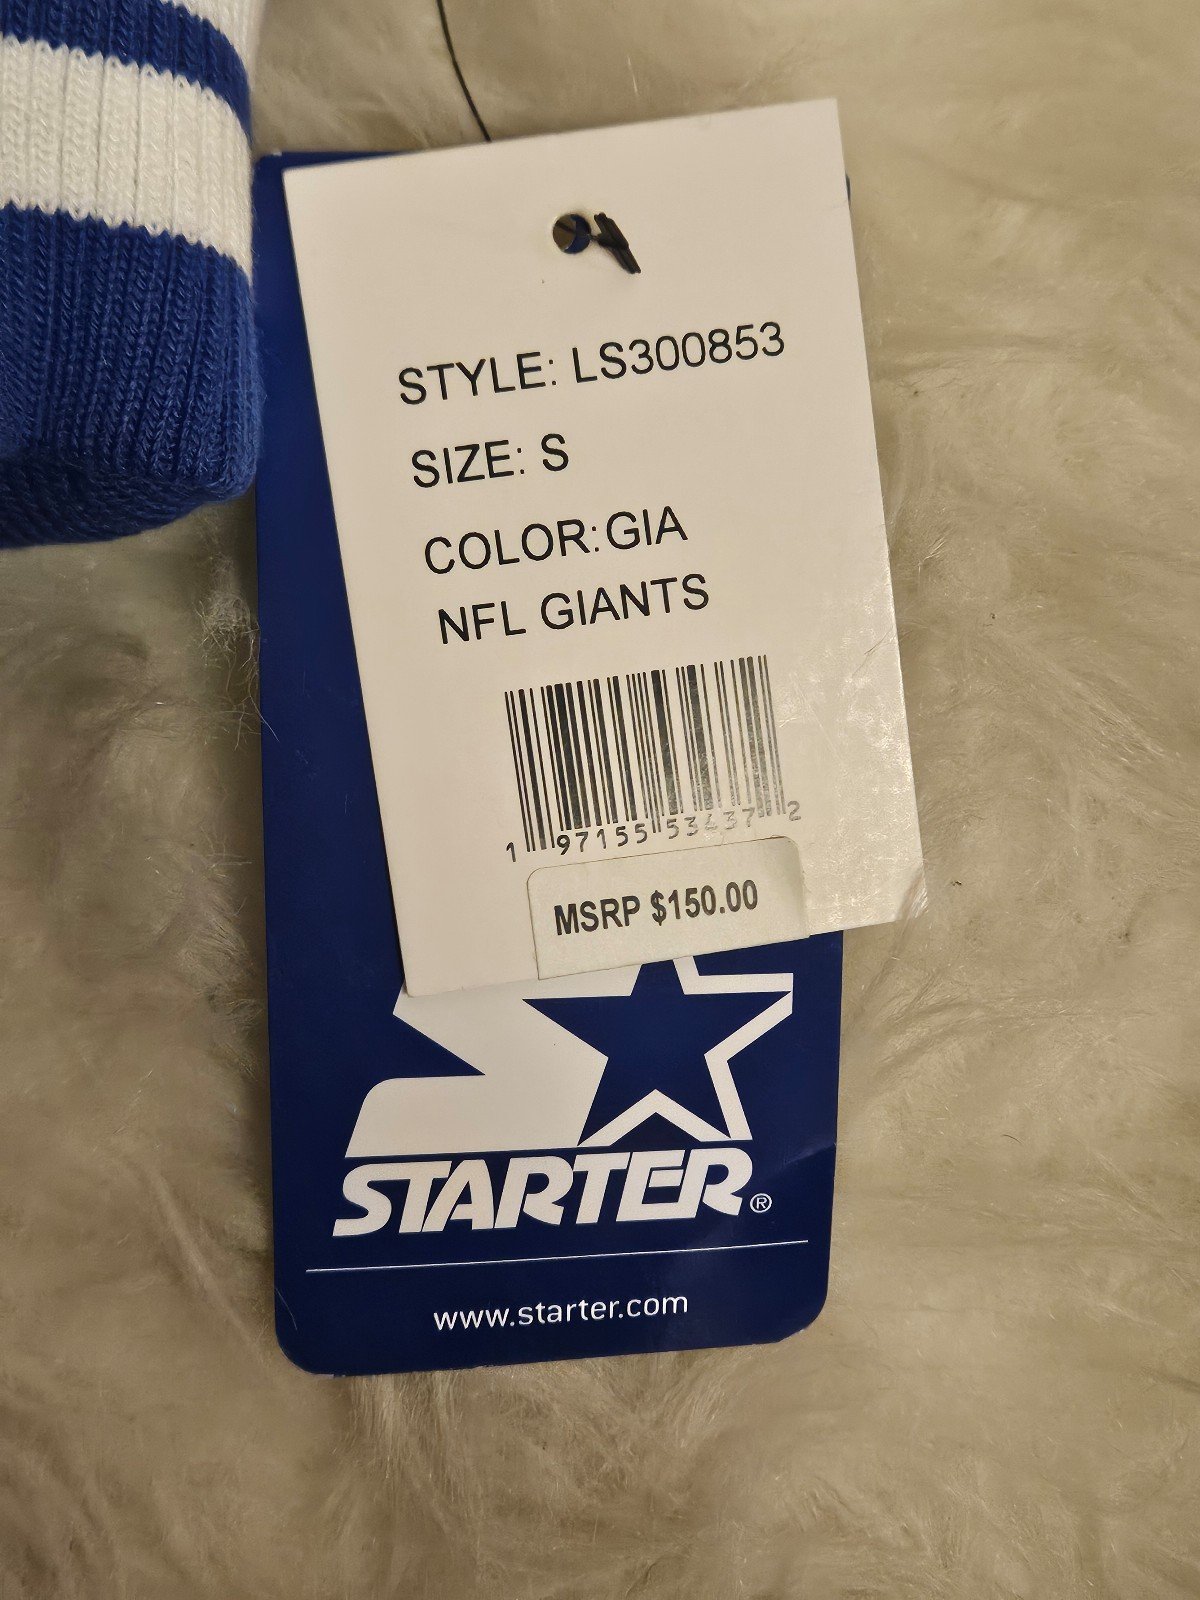 STYLE: LS300853
SIZE: S
COLOR: GIA
NFL GIANTS
1 97155 53437 2
MSRP $150.00
STARTER®
www.starter.com